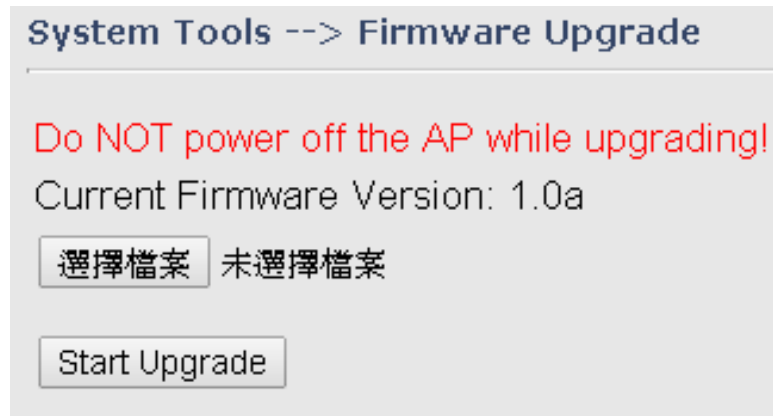 System Tools --> Firmware Upgrade
Do NOT power off the AP while upgrading!
Current Firmware Version: 1.0a
選擇檔案 未選擇檔案
Start Upgrade